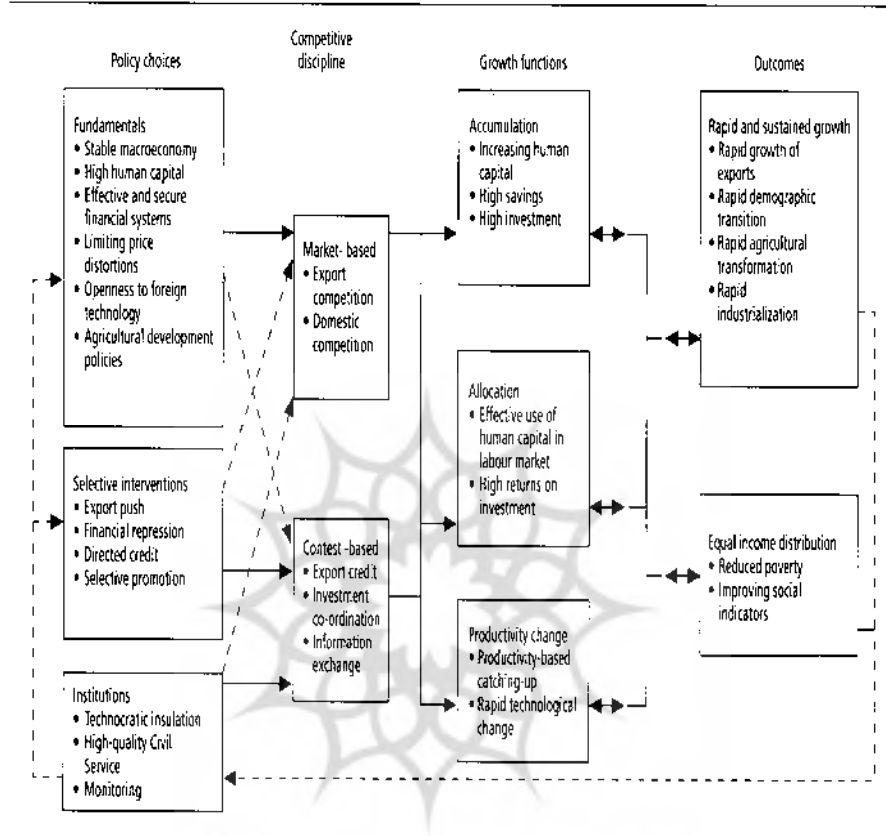 Policy choices
Competitive
discipline
Growth functions
Outcomes
Fundamentals
• Stable macroeconomy
• High human capital
• Effective and secure
financial systems
• Limiting price
distortions
• Openness to foreign
technology
• Agricultural development
policies
Selective interventions
• Export push
• Financial repression
• Directed credit
• Selective promotion
Institutions
• Technocratic insulation
• High-quality Civil
Service
• Monitoring
Market- based
• Export
competition
• Domestic
competition
Contest -based
• Export credit
• Investment
co-ordination
• Information
exchange
Accumulation
• Increasing human
capital
• High savings
• High investment
Allocation
• Effective use of
human capital in
labour market
• High returns on
investment
Productivity change
• Productivity-based
catching-up
• Rapid technological
change
Rapid and sustained growth
• Rapid growth of
exports
• Rapid demographic
transition
• Rapid agricultural
transformation
• Rapid
industrialization
Equal income distribution
• Reduced poverty
• Improving social
indicators